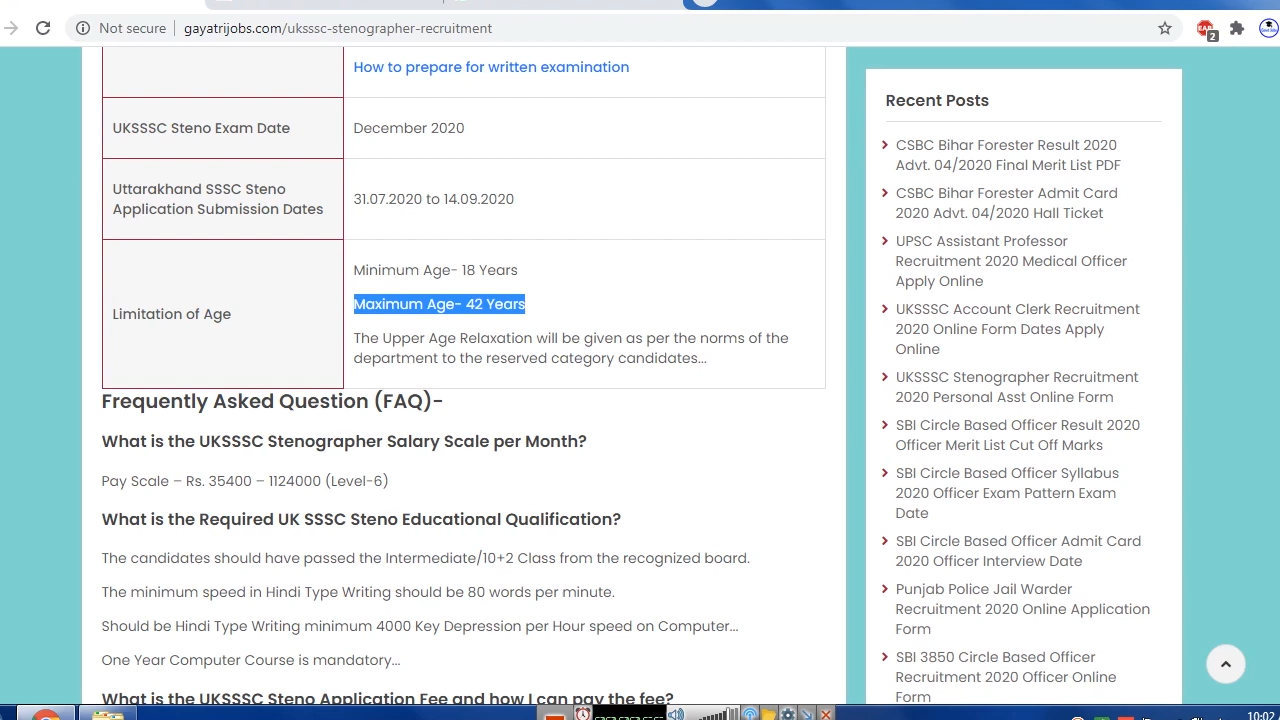 Not secure
gayatrijobs.com/uksssc-stenographer-recruitment
2
How to prepare for written examination
UKSSSC Steno Exam Date
December 2020
Uttarakhand SSSC Steno
Application Submission Dates
31.07.2020 to 14.09.2020
Limitation of Age
Minimum Age- 18 Years
Maximum Age- 42 Years
The Upper Age Relaxation will be given as per the norms of the
department to the reserved category candidates...
Frequently Asked Question (FAQ)-
What is the UKSSSC Stenographer Salary Scale per Month?
Pay Scale – Rs. 35400 – 1124000 (Level-6)
What is the Required UK SSSC Steno Educational Qualification?
The candidates should have passed the Intermediate/10+2 Class from the recognized board.
The minimum speed in Hindi Type Writing should be 80 words per minute.
Should be Hindi Type Writing minimum 4000 Key Depression per Hour speed on Computer...
One Year Computer Course is mandatory...
What is the UKSSSC Steno Application Fee and how I can pay the fee?
Recent Posts
CSBC Bihar Forester Result 2020
Advt. 04/2020 Final Merit List PDF
CSBC Bihar Forester Admit Card
2020 Advt. 04/2020 Hall Ticket
UPSC Assistant Professor
Recruitment 2020 Medical Officer
Apply Online
UKSSSC Account Clerk Recruitment
2020 Online Form Dates Apply
Online
UKSSSC Stenographer Recruitment
2020 Personal Asst Online Form
SBI Circle Based Officer Result 2020
Officer Merit List Cut Off Marks
SBI Circle Based Officer Syllabus
2020 Officer Exam Pattern Exam
Date
SBI Circle Based Officer Admit Card
2020 Officer Interview Date
Punjab Police Jail Warder
Recruitment 2020 Online Application
Form
SBI 3850 Circle Based Officer
Recruitment 2020 Officer Online
Form
10:02